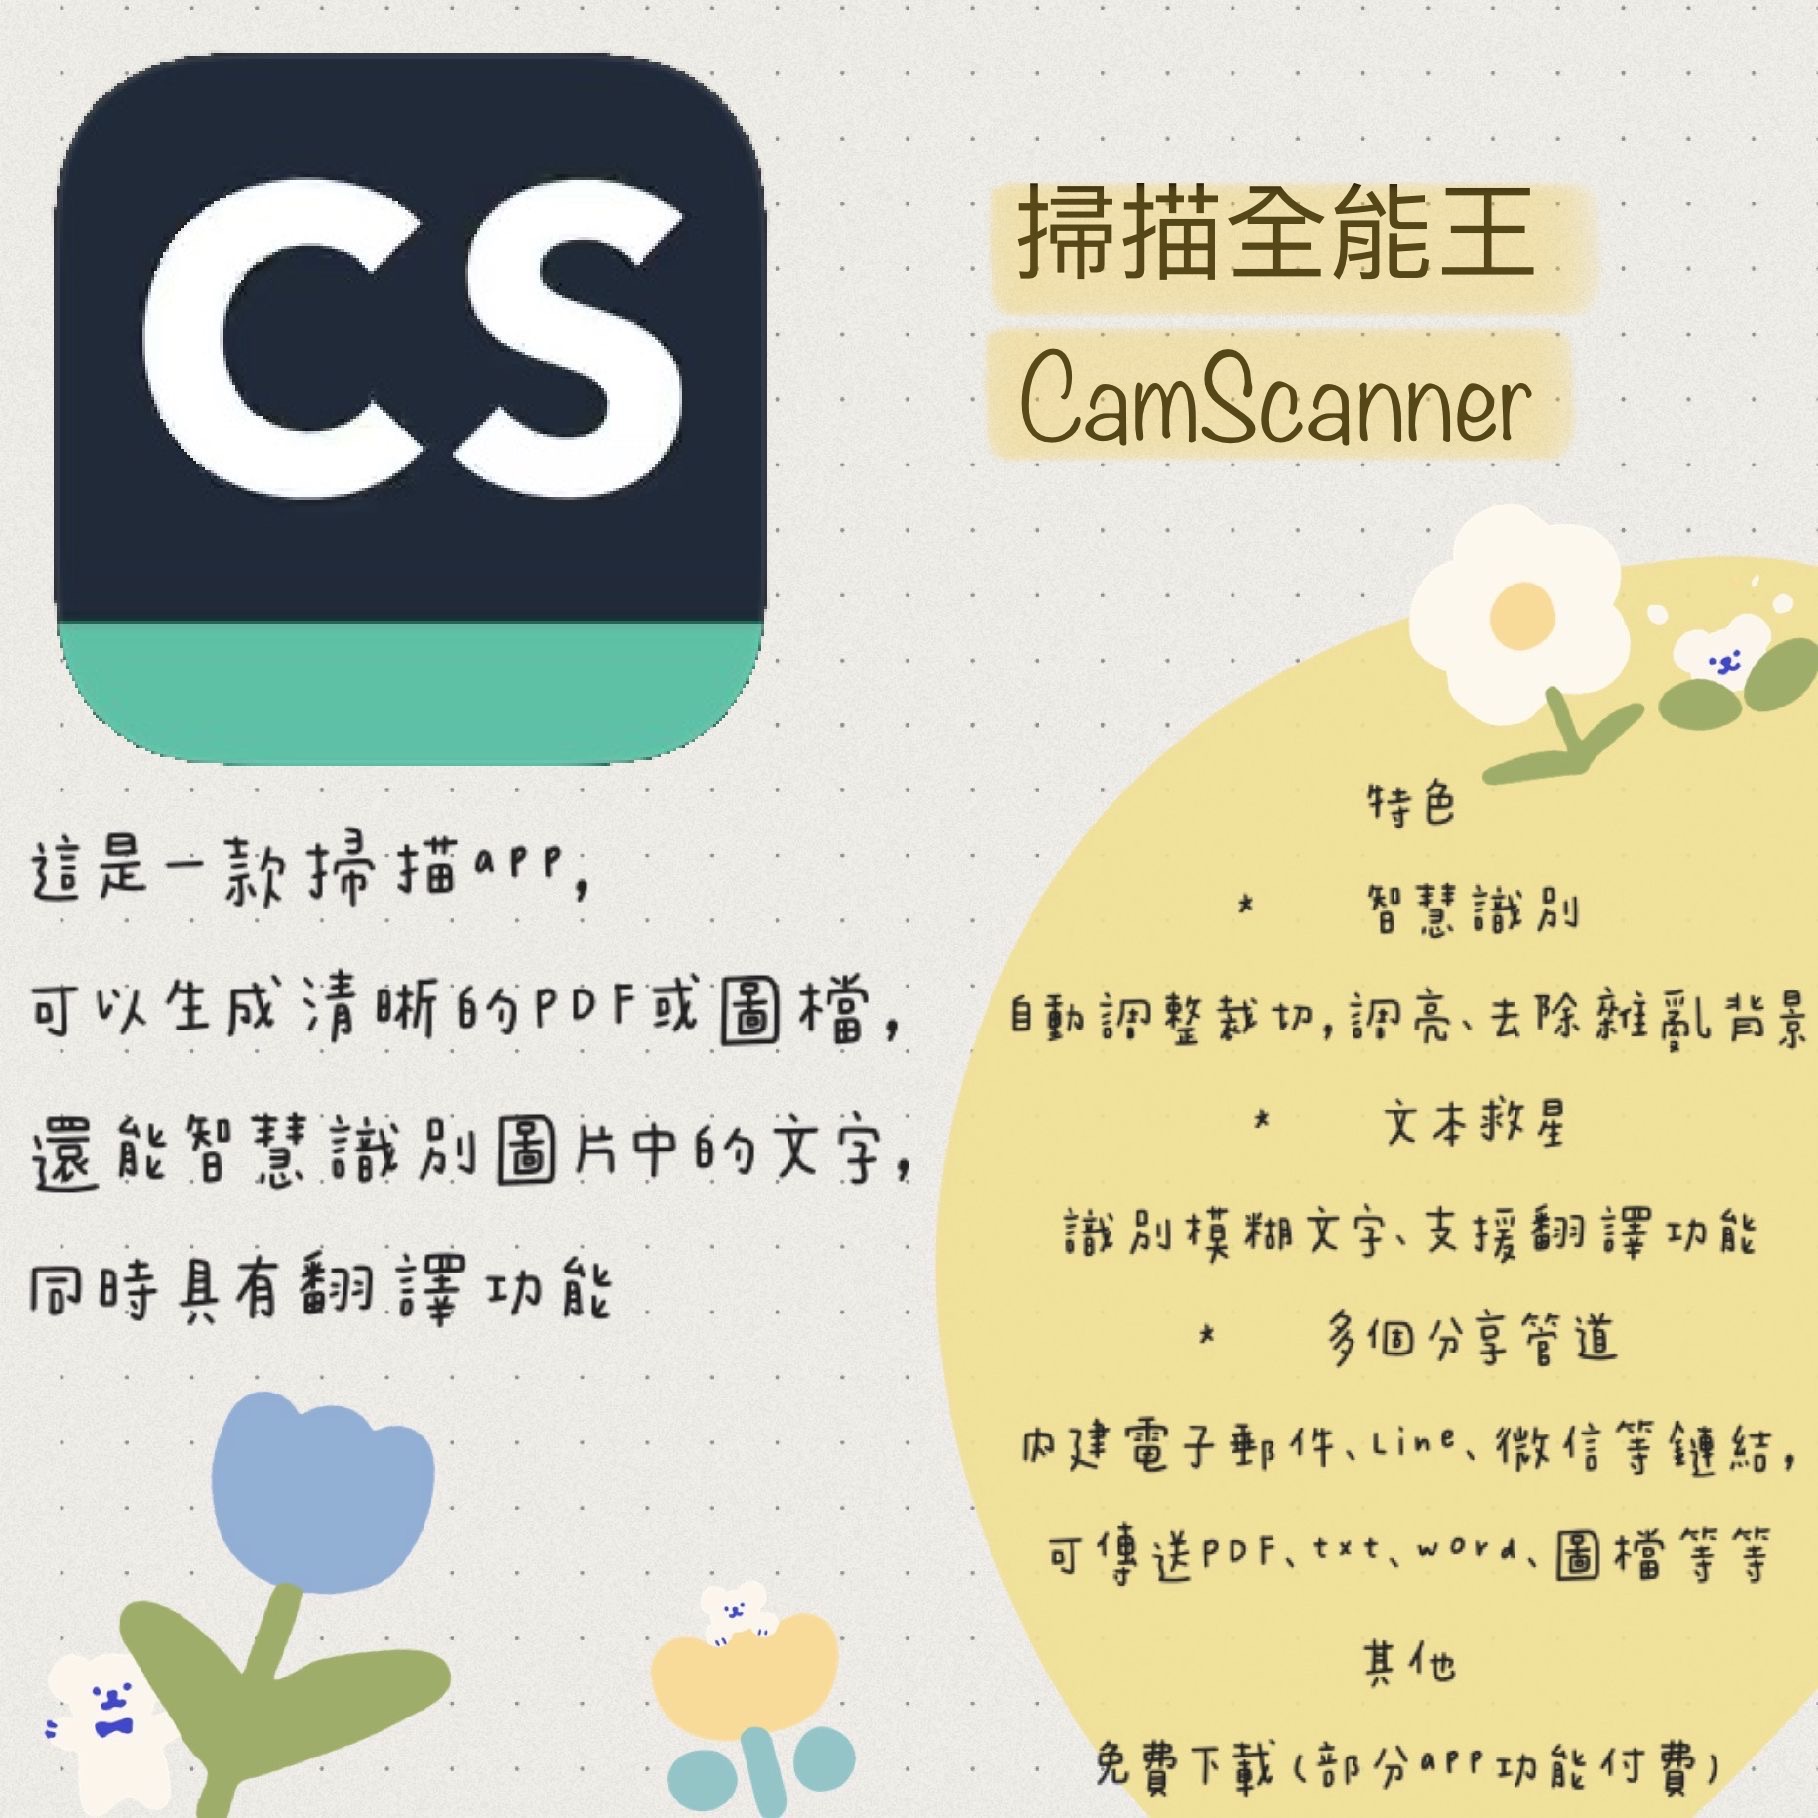 CS
掃描全能王
CamScanner
這是一款掃描app,
可以生成清晰的PDF或圖檔,
還能智慧識別圖片中的文字,
同時具有翻譯功能
特色
* 智慧識別
自動調整裁切,調亮、去除雜亂背景
* 文本救星
識別模糊文字、支援翻譯功能
* 多個分享管道
內建電子郵件、Line、微信等鏈結,
可傳送PDF、txt、word、圖檔等等
其他
免費下載(部分app功能付費)